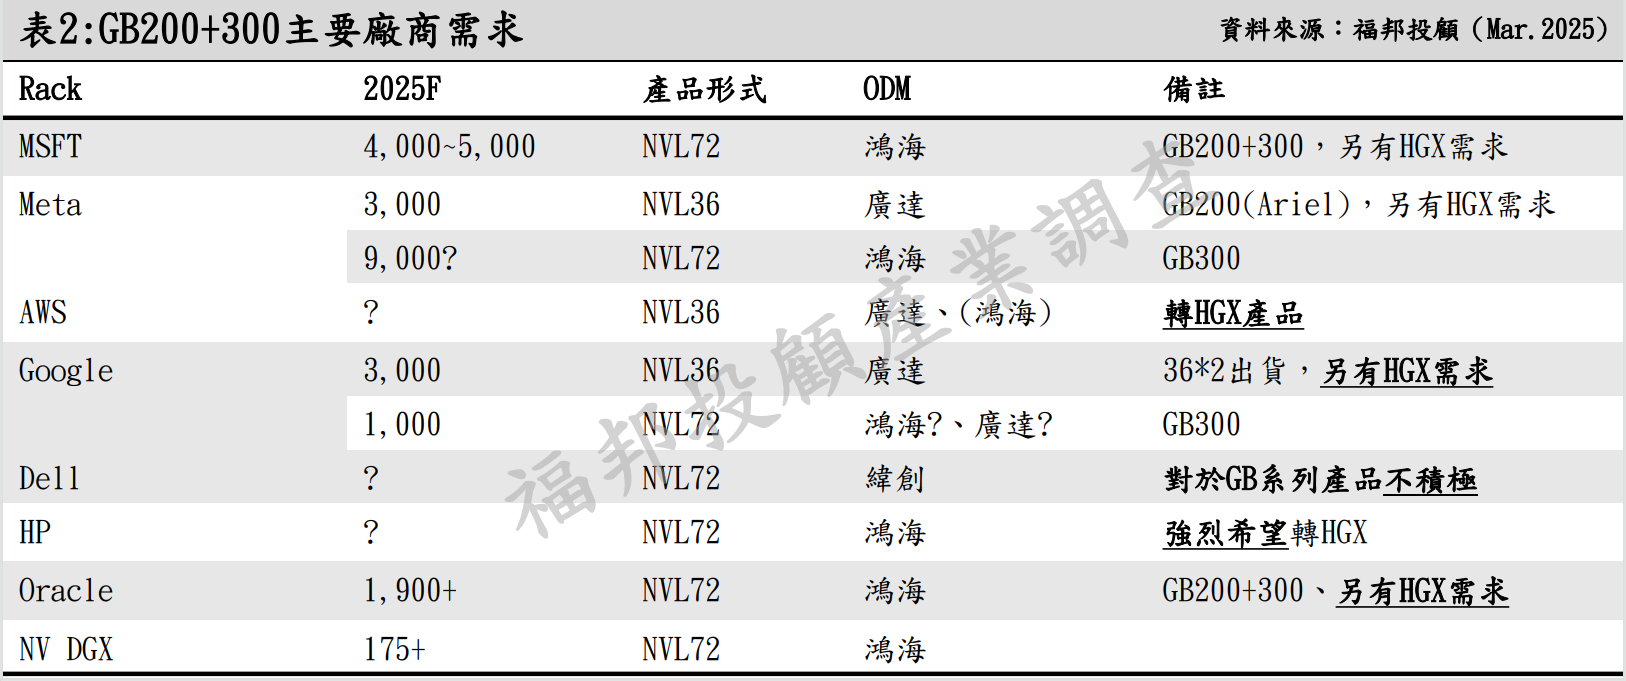 表2:GB200+300主要廠商需求 資料來源：福邦投顧（Mar.2025）
Rack 2025F 產品形式 ODM 備註
MSFT 4,000~5,000 NVL72 鴻海 GB200+300，另有HGX需求
Meta 3,000 NVL36 廣達 GB200(Ariel)，另有HGX需求
9,000? NVL72 鴻海 GB300
AWS ? NVL36 廣達、(鴻海) 轉HGX產品
Google 3,000 NVL36 廣達 36*2出貨，另有HGX需求
1,000 NVL72 鴻海?、廣達? GB300
Dell ? NVL72 緯創 對於GB系列產品不積極
HP ? NVL72 鴻海 強烈希望轉HGX
Oracle 1,900+ NVL72 鴻海 GB200+300、另有HGX需求
NV DGX 175+ NVL72 鴻海
福邦投顧產業調查